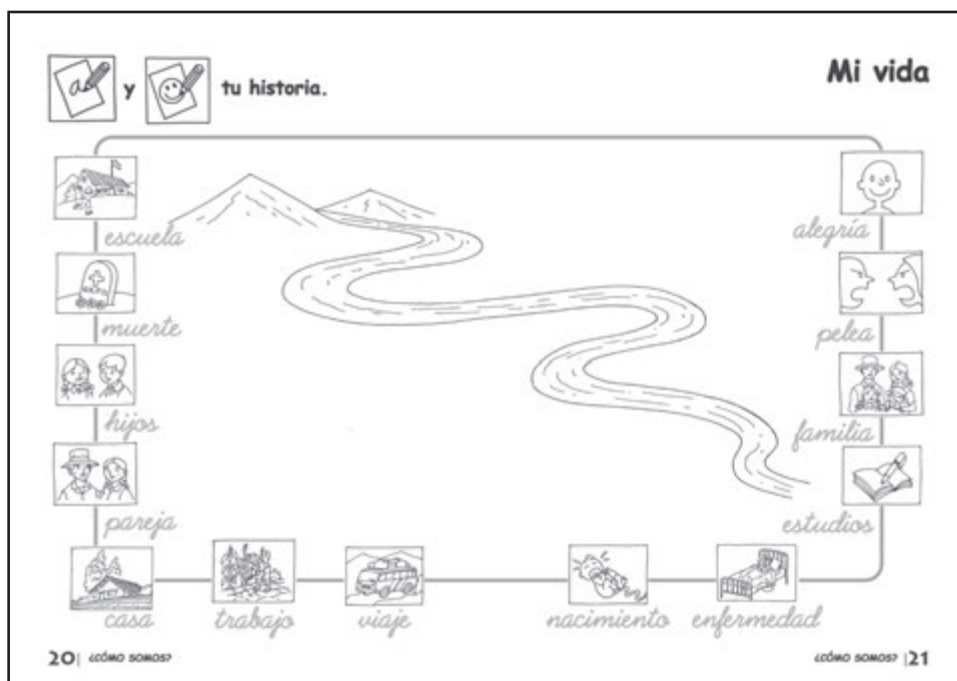 Mi vida
a y tu historia.
escuela
muerte
hijos
pareja
casa
trabajo
viaje
nacimiento
enfermedad
alegría
pelea
familia
estudios
20| ¿CÓMO SOMOS?
¿CÓMO SOMOS? |21